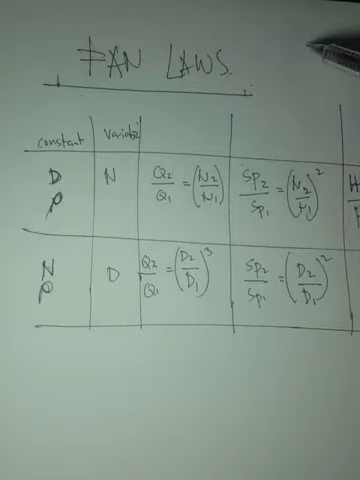 FAN LAWS.
constant variable
D ρ N Q₂/Q₁ = (N₂/N₁) SP₂/SP₁ = (N₂/N₁)² H
N ρ D Q₂/Q₁ = (D₂/D₁)³ SP₂/SP₁ = (D₂/D₁)²